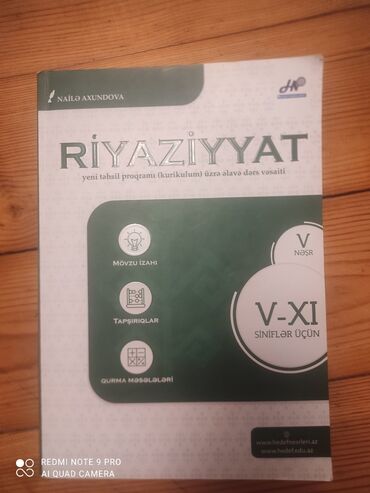 NAİLƏ AXUNDOVA
RİYAZİYYAT
yeni təhsil proqramı (kurikulum) üzrə əlavə dərs vəsaiti
MÖVZU İZAHI
TAPŞIRIQLAR
QURMA MƏSƏLƏLƏRİ
V
NƏŞR
V-XI
SİNİFLƏR ÜÇÜN
www.hedefnesrleri.az
www.hedef.edu.az
REDMI NOTE 9 PRO
AI QUAD CAMERA